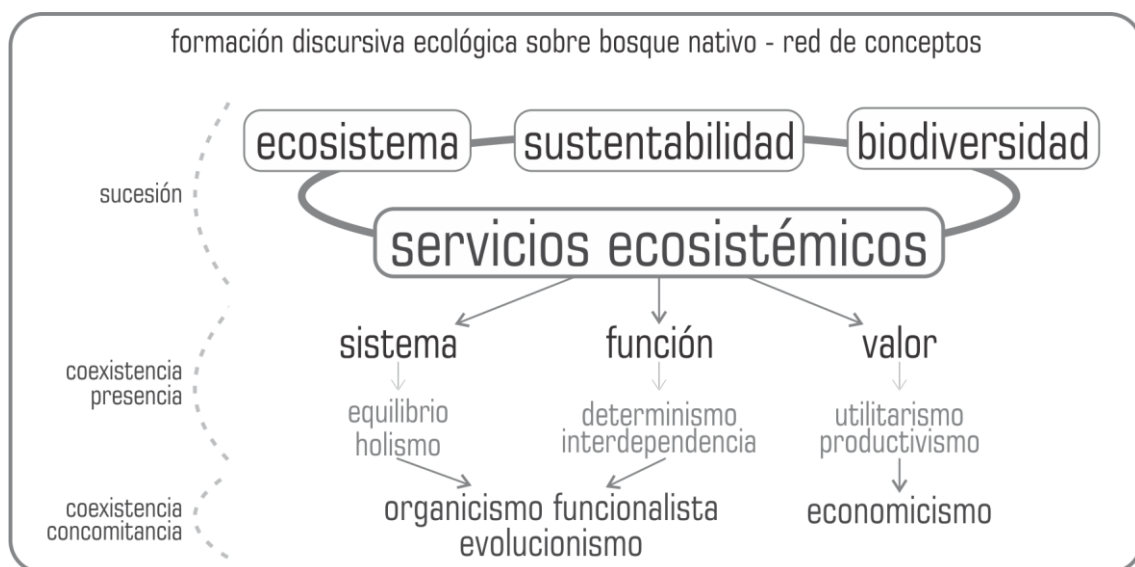 formación discursiva ecológica sobre bosque nativo - red de conceptos
ecosistema
sustentabilidad
biodiversidad
sucesión
servicios ecosistémicos
sistema
función
valor
coexistencia
presencia
equilibrio
holismo
determinismo
interdependencia
utilitarismo
productivismo
coexistencia
concomitancia
organicismo funcionalista
evolucionismo
economicismo